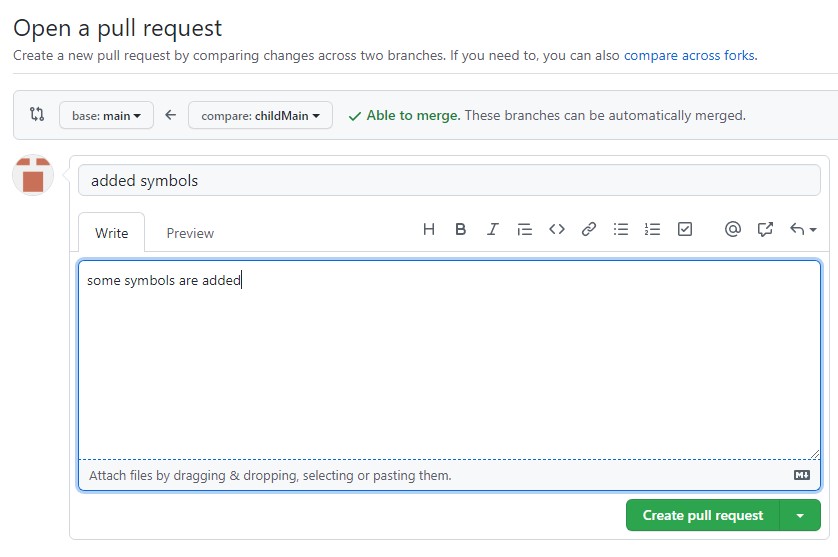 Open a pull request
Create a new pull request by comparing changes across two branches. If you need to, you can also compare across forks.
base: main compare: childMain Able to merge. These branches can be automatically merged.
added symbols
Write Preview H B I @
some symbols are added
Attach files by dragging & dropping, selecting or pasting them. M
Create pull request